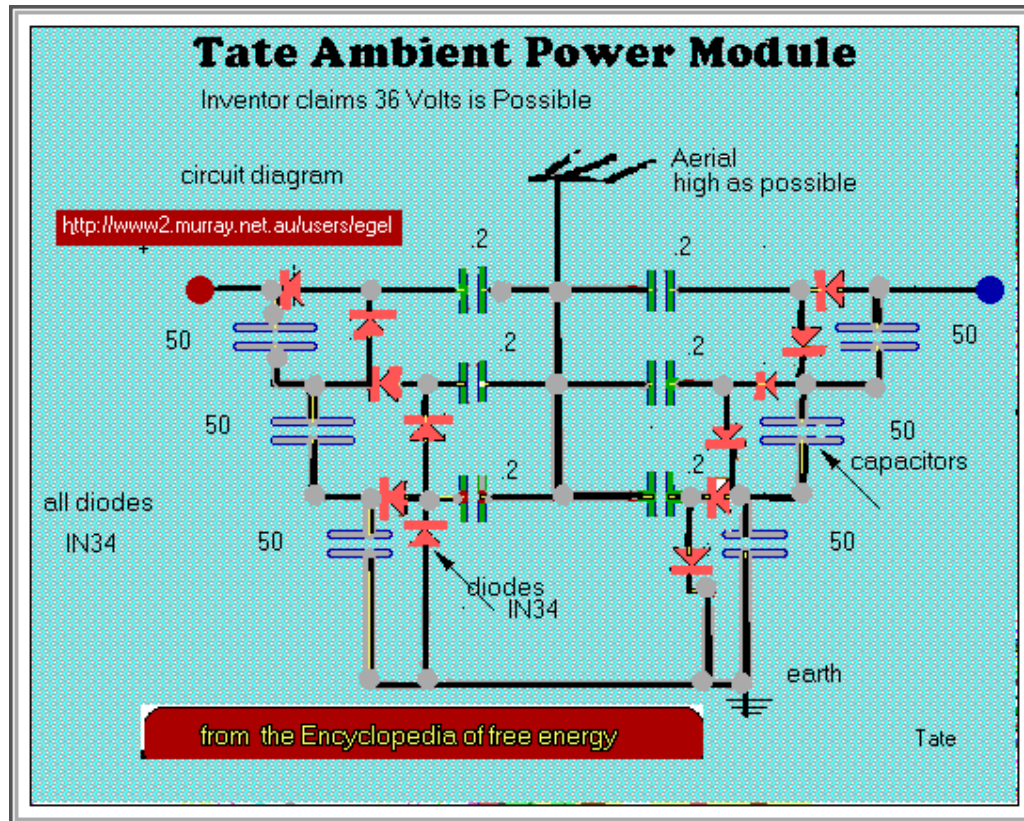 Tate Ambient Power Module
Inventor claims 36 Volts is Possible
circuit diagram
Aerial
high as possible
http://www2.murray.net.au/users/egel
+
.2
.2
50
50
.2
.2
50
50
capacitors
.2
.2
all diodes
IN34
50
50
diodes
IN34
earth
from the Encyclopedia of free energy
Tate